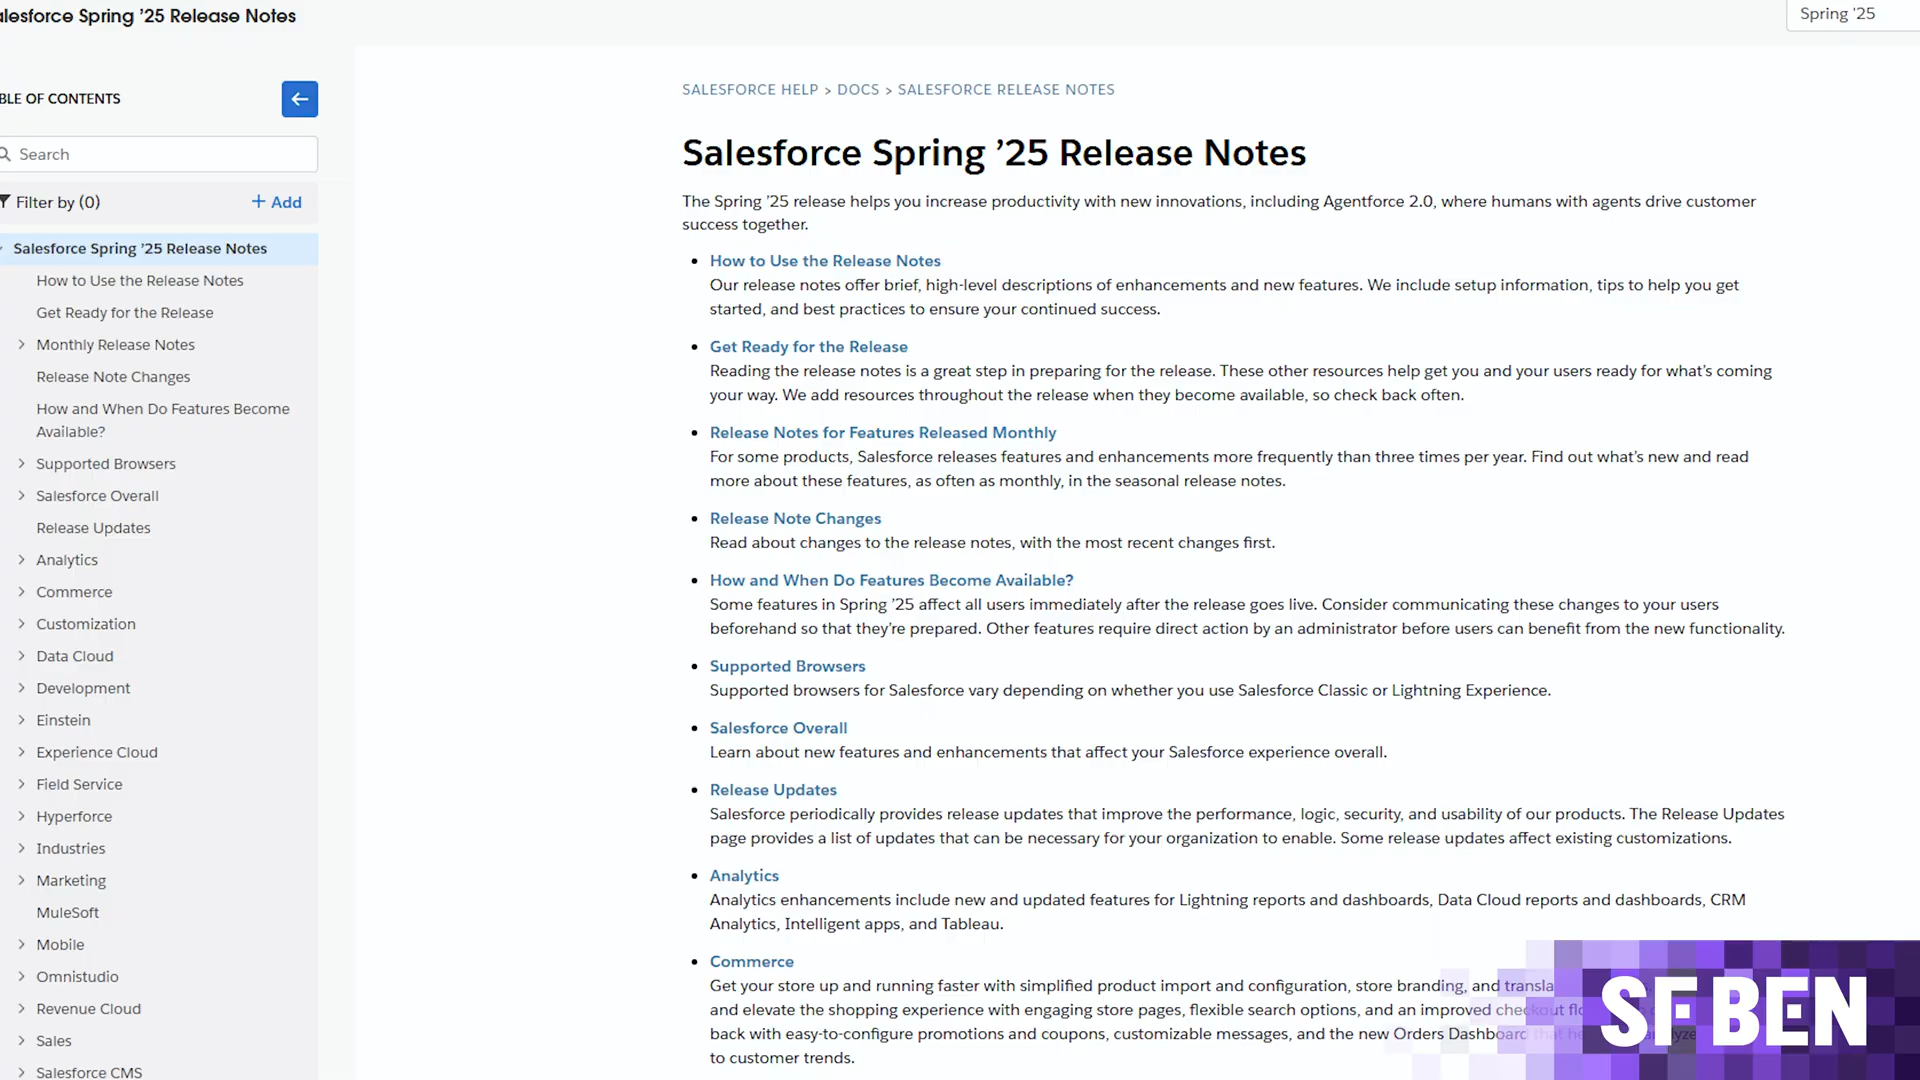 alesforce Spring ’25 Release Notes
Spring '25
BLE OF CONTENTS
Search
Filter by (0)
+ Add
Salesforce Spring ’25 Release Notes
How to Use the Release Notes
Get Ready for the Release
Monthly Release Notes
Release Note Changes
How and When Do Features Become
Available?
Supported Browsers
Salesforce Overall
Release Updates
Analytics
Commerce
Customization
Data Cloud
Development
Einstein
Experience Cloud
Field Service
Hyperforce
Industries
Marketing
MuleSoft
Mobile
Omnistudio
Revenue Cloud
Sales
Salesforce CMS
SALESFORCE HELP > DOCS > SALESFORCE RELEASE NOTES
Salesforce Spring ’25 Release Notes
The Spring ’25 release helps you increase productivity with new innovations, including Agentforce 2.0, where humans with agents drive customer
success together.
How to Use the Release Notes
Our release notes offer brief, high-level descriptions of enhancements and new features. We include setup information, tips to help you get
started, and best practices to ensure your continued success.
Get Ready for the Release
Reading the release notes is a great step in preparing for the release. These other resources help get you and your users ready for what’s coming
your way. We add resources throughout the release when they become available, so check back often.
Release Notes for Features Released Monthly
For some products, Salesforce releases features and enhancements more frequently than three times per year. Find out what’s new and read
more about these features, as often as monthly, in the seasonal release notes.
Release Note Changes
Read about changes to the release notes, with the most recent changes first.
How and When Do Features Become Available?
Some features in Spring ’25 affect all users immediately after the release goes live. Consider communicating these changes to your users
beforehand so that they’re prepared. Other features require direct action by an administrator before users can benefit from the new functionality.
Supported Browsers
Supported browsers for Salesforce vary depending on whether you use Salesforce Classic or Lightning Experience.
Salesforce Overall
Learn about new features and enhancements that affect your Salesforce experience overall.
Release Updates
Salesforce periodically provides release updates that improve the performance, logic, security, and usability of our products. The Release Updates
page provides a list of updates that can be necessary for your organization to enable. Some release updates affect existing customizations.
Analytics
Analytics enhancements include new and updated features for Lightning reports and dashboards, Data Cloud reports and dashboards, CRM
Analytics, Intelligent apps, and Tableau.
Commerce
Get your store up and running faster with simplified product import and configuration, store branding, and transla
and elevate the shopping experience with engaging store pages, flexible search options, and an improved checkout flo
back with easy-to-configure promotions and coupons, customizable messages, and the new Orders Dashboard that he
to customer trends.
SF BEN